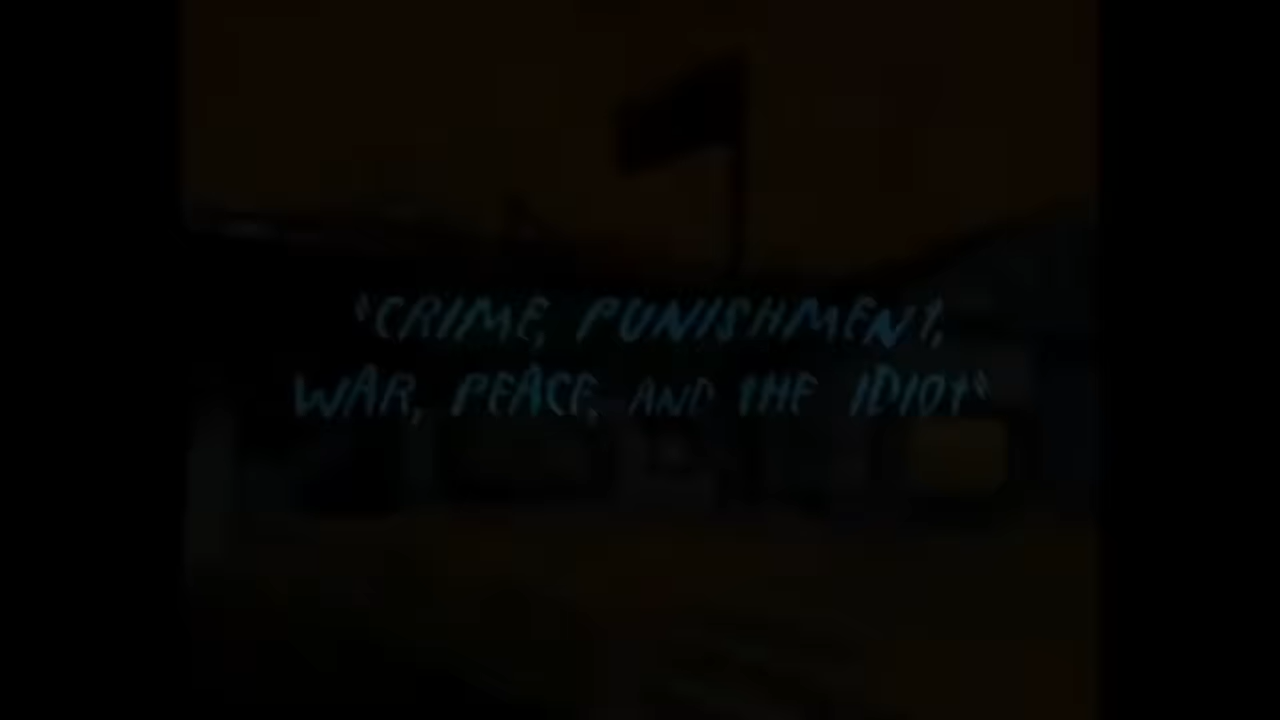 "CRIME, PUNISHMENT,
WAR, PEACE, AND THE IDIOT"